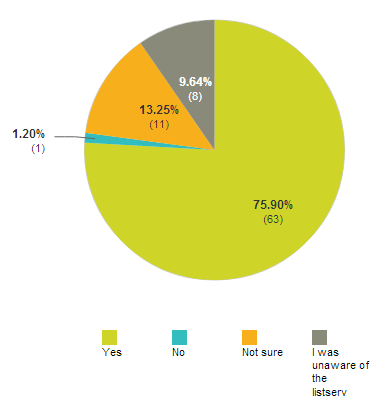 9.64%
(8)
13.25%
(11)
1.20%
(1)
75.90%
(63)
Yes
No
Not sure
I was
unaware of
the
listserv